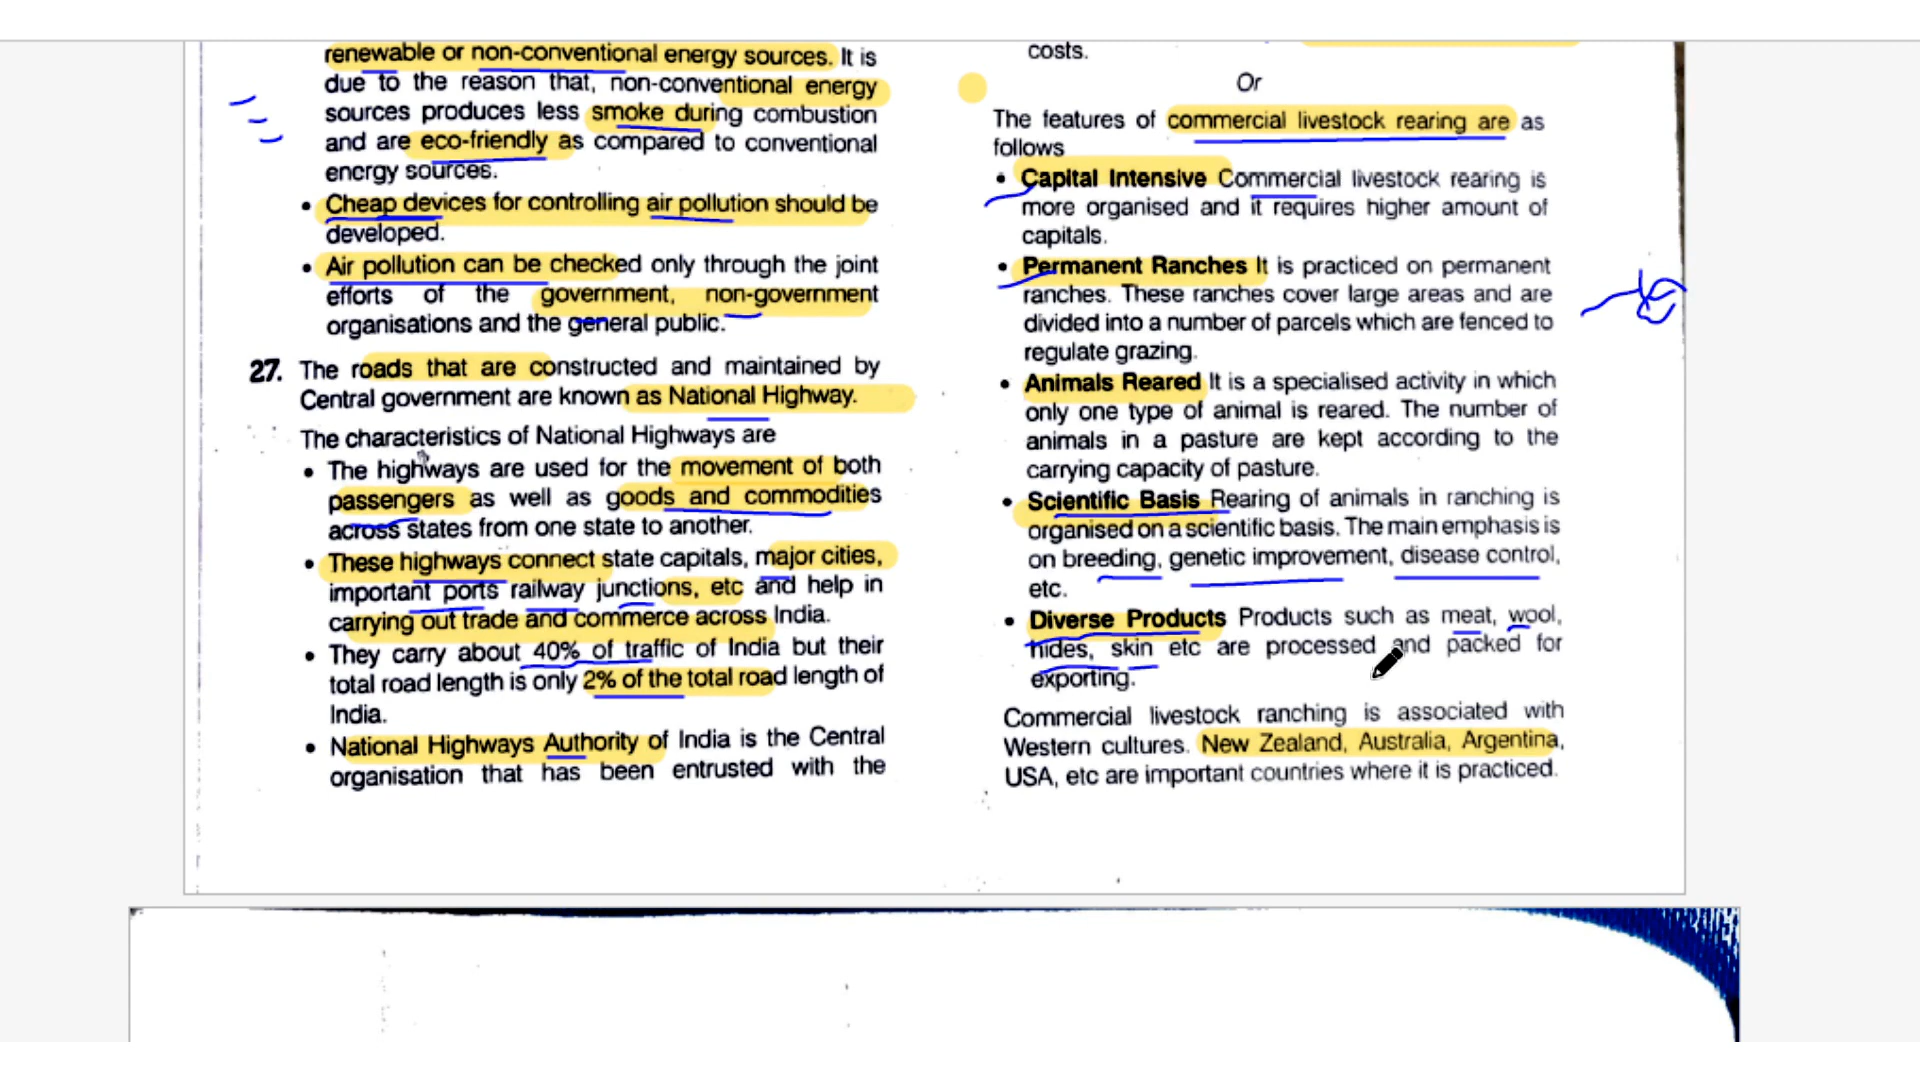 renewable or non-conventional energy sources. It is
due to the reason that, non-conventional energy
sources produces less smoke during combustion
and are eco-friendly as compared to conventional
energy sources.
• Cheap devices for controlling air pollution should be
developed.
• Air pollution can be checked only through the joint
efforts of the government, non-government
organisations and the general public.
27. The roads that are constructed and maintained by
Central government are known as National Highway.
The characteristics of National Highways are
• The highways are used for the movement of both
passengers as well as goods and commodities
across states from one state to another.
• These highways connect state capitals, major cities,
important ports railway junctions, etc and help in
carrying out trade and commerce across India.
• They carry about 40% of traffic of India but their
total road length is only 2% of the total road length of
India.
• National Highways Authority of India is the Central
organisation that has been entrusted with the
costs.
Or
The features of commercial livestock rearing are as
follows
• Capital Intensive Commercial livestock rearing is
more organised and it requires higher amount of
capitals.
• Permanent Ranches It is practiced on permanent
ranches. These ranches cover large areas and are
divided into a number of parcels which are fenced to
regulate grazing.
• Animals Reared It is a specialised activity in which
only one type of animal is reared. The number of
animals in a pasture are kept according to the
carrying capacity of pasture.
• Scientific Basis Rearing of animals in ranching is
organised on a scientific basis. The main emphasis is
on breeding, genetic improvement, disease control,
etc.
• Diverse Products Products such as meat, wool,
hides, skin etc are processed and packed for
exporting.
Commercial livestock ranching is associated with
Western cultures. New Zealand, Australia, Argentina,
USA, etc are important countries where it is practiced.